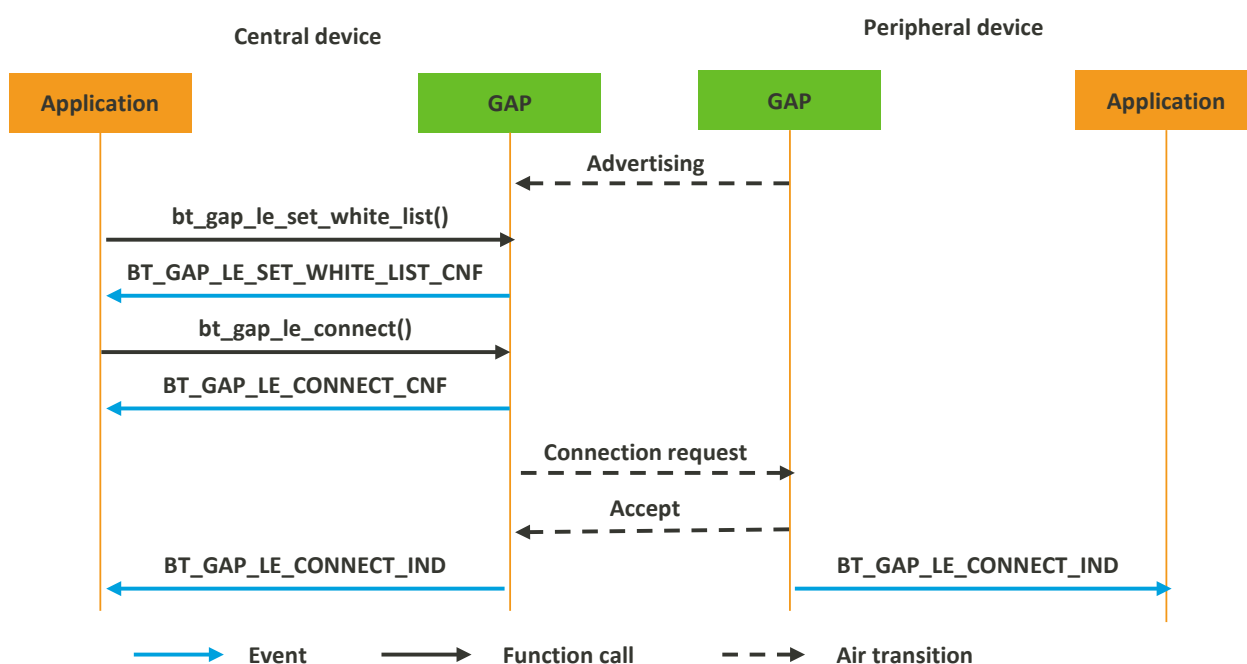 Central device
Peripheral device
Application
GAP
GAP
Application
Advertising
bt_gap_le_set_white_list()
BT_GAP_LE_SET_WHITE_LIST_CNF
bt_gap_le_connect()
BT_GAP_LE_CONNECT_CNF
Connection request
Accept
BT_GAP_LE_CONNECT_IND
BT_GAP_LE_CONNECT_IND
Event
Function call
Air transition